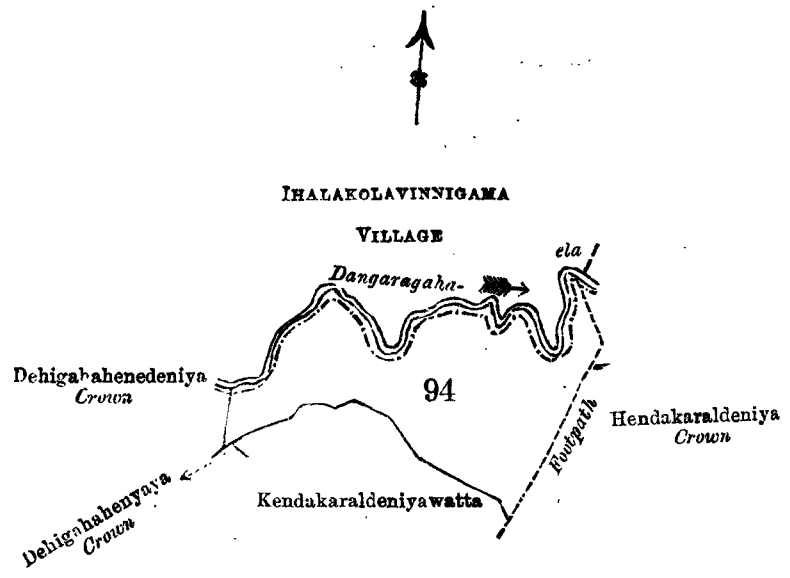 IHALAKOLAVINNIGAMA
VILLAGE
ela
Dangaragaha-
Dehigahahenedeniya
Crown
94
Hendakaraldeniya
Crown
Footpath
Kendakaraldeniyawatta
Dehigahahenyaya
Crown